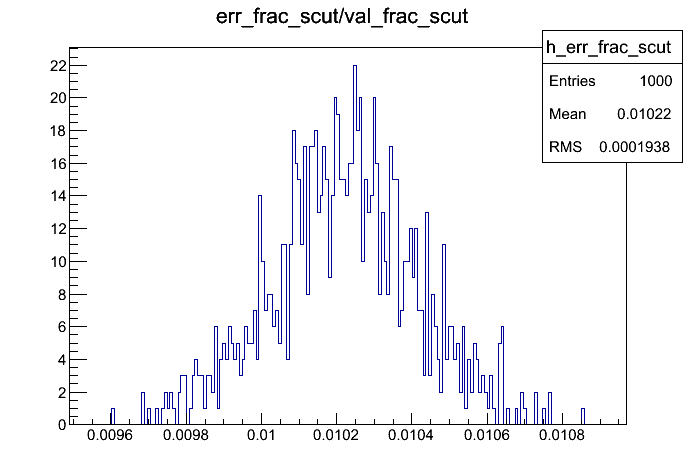 err_frac_scut/val_frac_scut
h_err_frac_scut
Entries 1000
Mean 0.01022
RMS 0.0001938
22
20
18
16
14
12
10
8
6
4
2
0
0.0096 0.0098 0.01 0.0102 0.0104 0.0106 0.0108